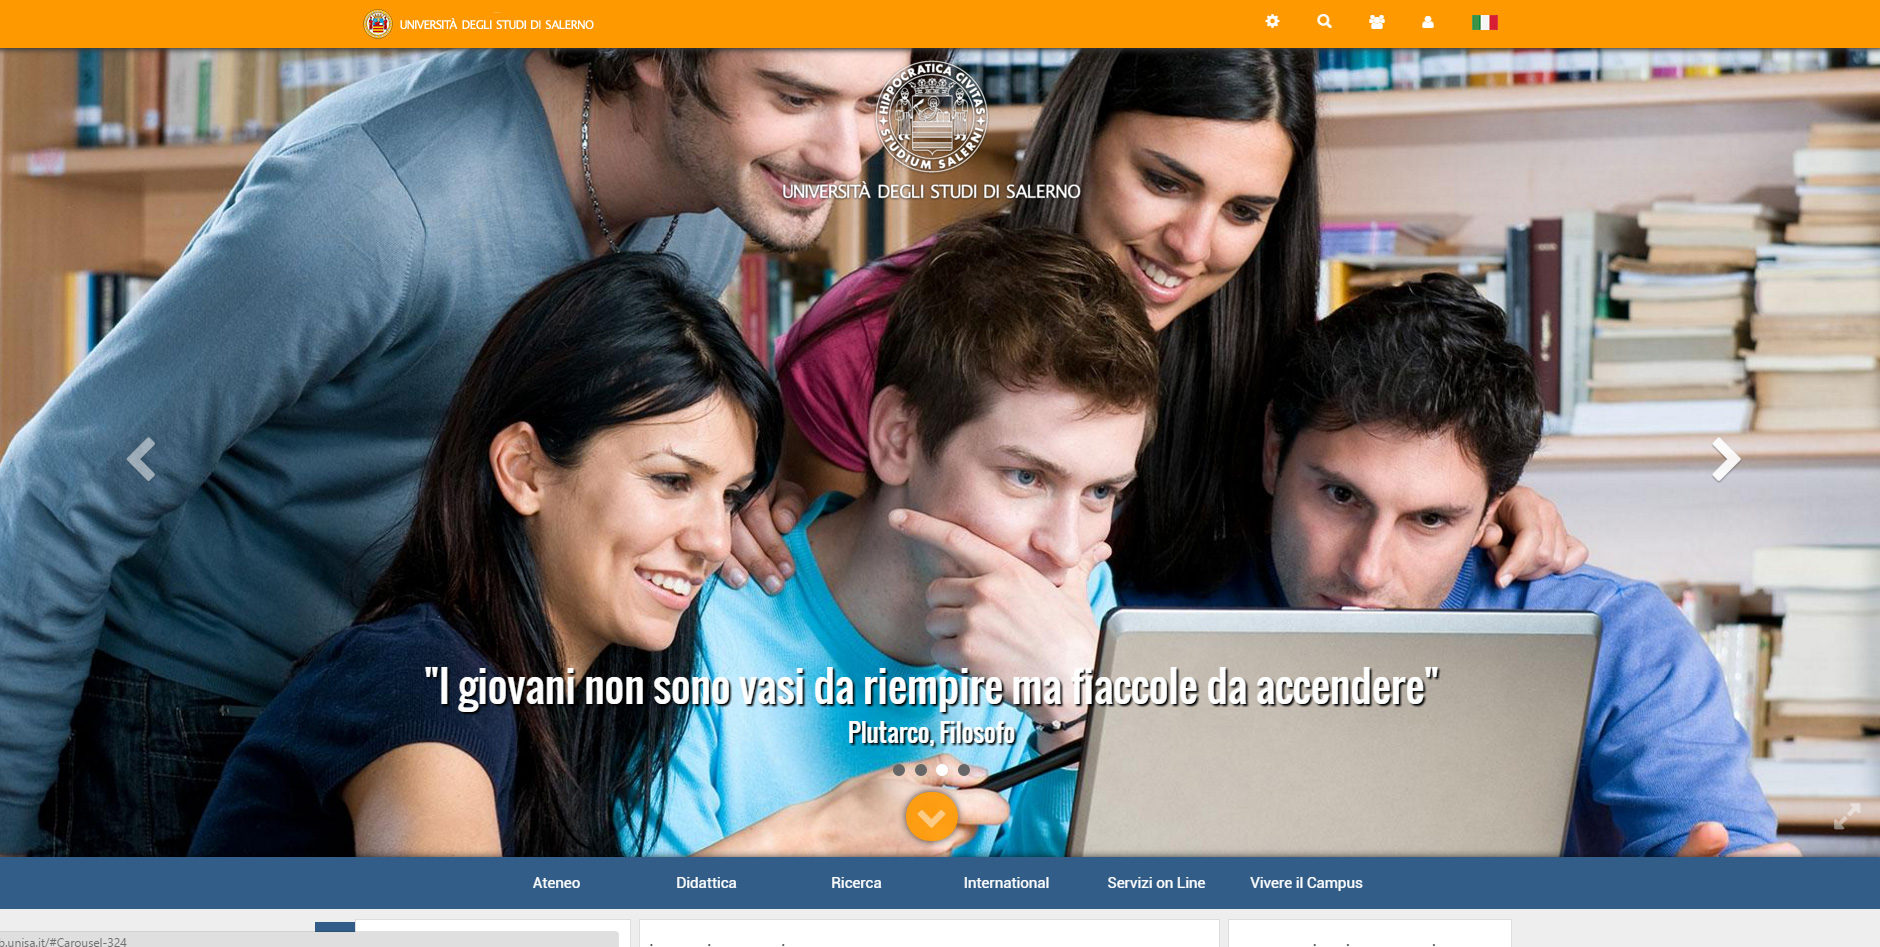 UNIVERSITÀ DEGLI STUDI DI SALERNO
HIPPOCRATICA CIVITAS
STUDIUM SALERNI
UNIVERSITÀ DEGLI STUDI DI SALERNO
"I giovani non sono vasi da riempire ma fiaccole da accendere"
Plutarco, Filosofo
Ateneo Didattica Ricerca International Servizi on Line Vivere il Campus
.unisa.it/#Carousel-324